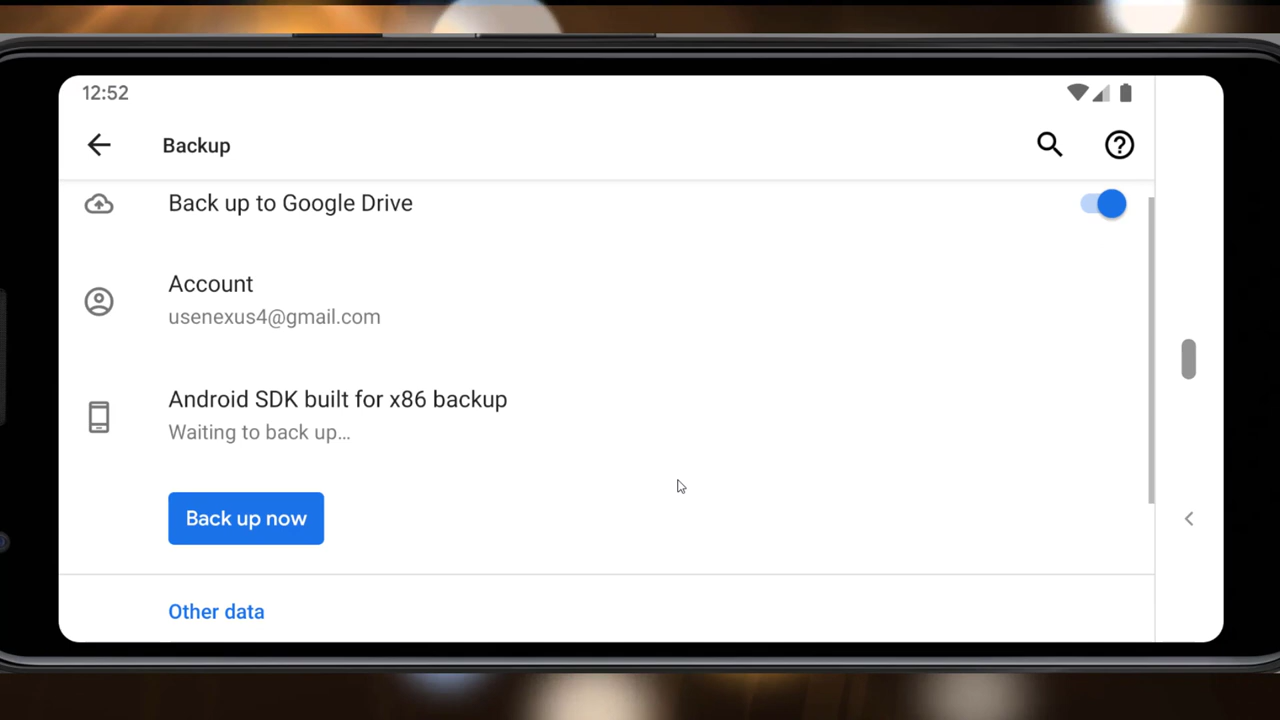 12:52
Backup
Back up to Google Drive
Account
usenexus4@gmail.com
Android SDK built for x86 backup
Waiting to back up…
Back up now
Other data